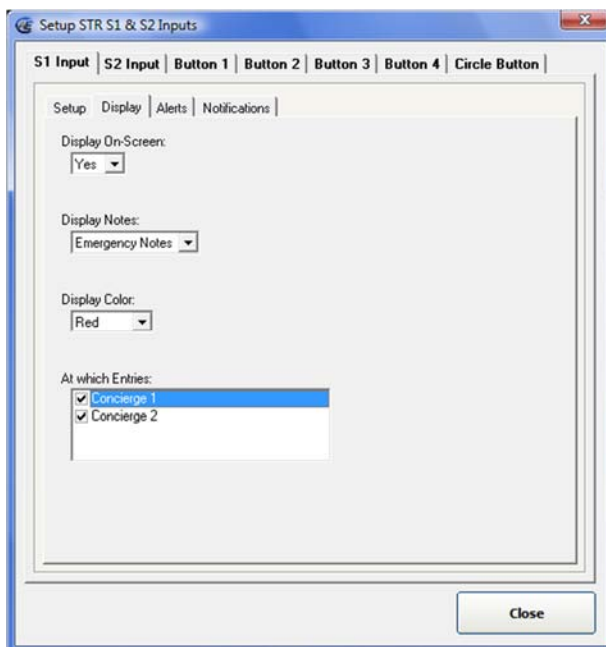 Setup STR S1 & S2 Inputs
S1 Input S2 Input Button 1 Button 2 Button 3 Button 4 Circle Button
Setup Display Alerts Notifications
Display On-Screen:
Yes
Display Notes:
Emergency Notes
Display Color:
Red
At which Entries:
Concierge 1
Concierge 2
Close